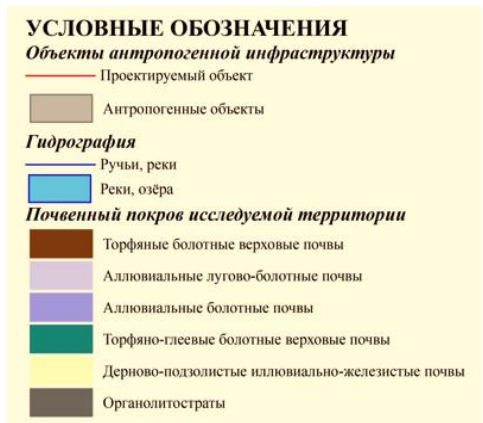 УСЛОВНЫЕ ОБОЗНАЧЕНИЯ
Объекты антропогенной инфраструктуры
Проектируемый объект
Антропогенные объекты
Гидрография
Ручьи, реки
Реки, озёра
Почвенный покров исследуемой территории
Торфяные болотные верховые почвы
Аллювиальные лугово-болотные почвы
Аллювиальные болотные почвы
Торфяно-глеевые болотные верховые почвы
Дерново-подзолистые иллювиально-железистые почвы
Органолитостраты